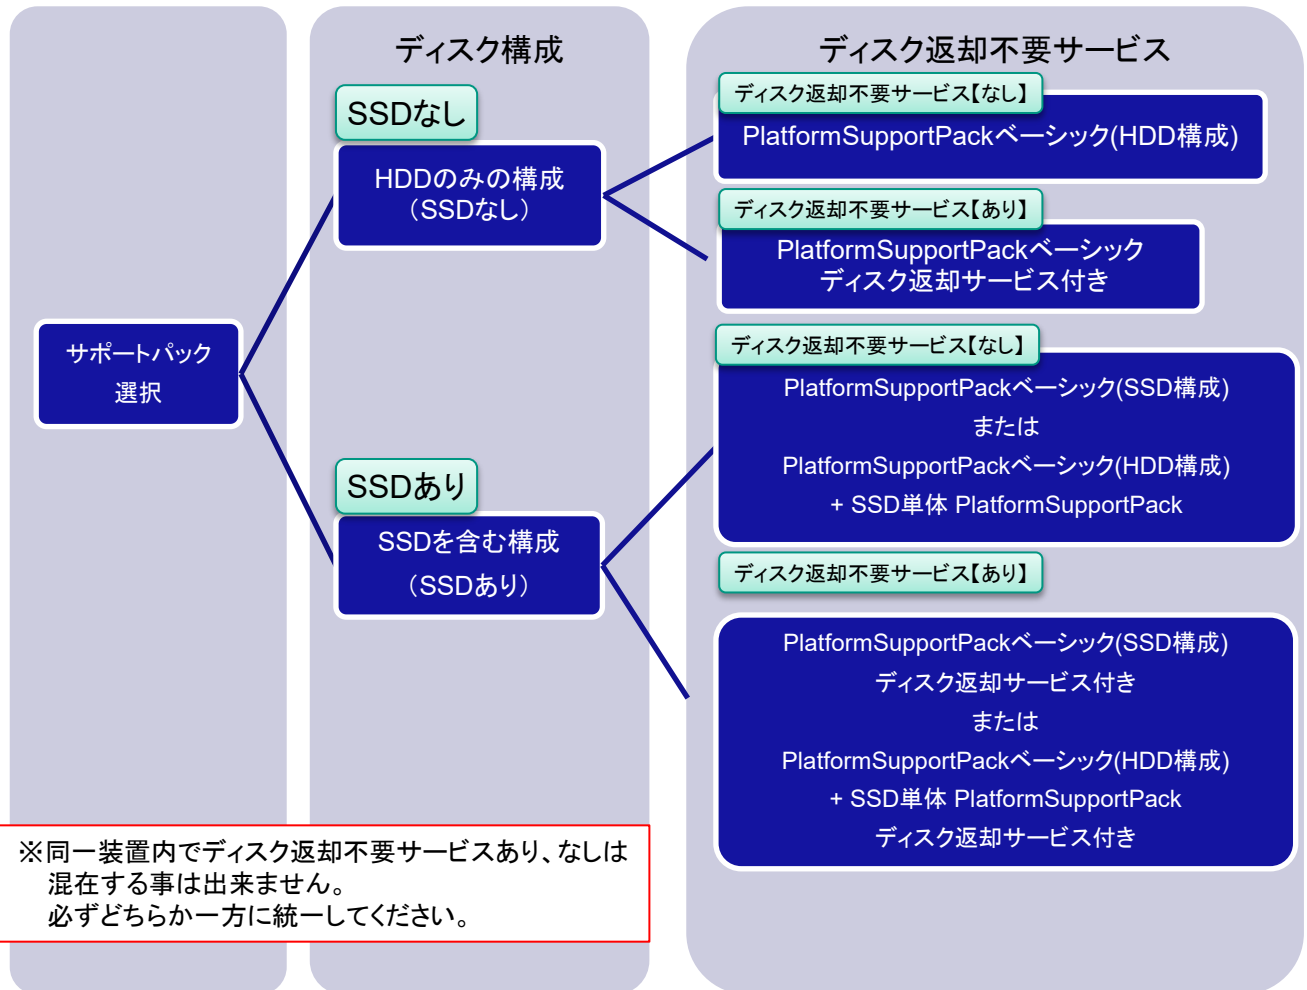 ディスク構成
ディスク返却不要サービス
サポートパック
選択
SSDなし
HDDのみの構成
（SSDなし）
SSDあり
SSDを含む構成
（SSDあり）
ディスク返却不要サービス【なし】
PlatformSupportPackベーシック(HDD構成)
ディスク返却不要サービス【あり】
PlatformSupportPackベーシック
ディスク返却サービス付き
ディスク返却不要サービス【なし】
PlatformSupportPackベーシック(SSD構成)
または
PlatformSupportPackベーシック(HDD構成)
+ SSD単体 PlatformSupportPack
ディスク返却不要サービス【あり】
PlatformSupportPackベーシック(SSD構成)
ディスク返却サービス付き
または
PlatformSupportPackベーシック(HDD構成)
+ SSD単体 PlatformSupportPack
ディスク返却サービス付き
※同一装置内でディスク返却不要サービスあり、なしは
混在する事は出来ません。
必ずどちらか一方に統一してください。